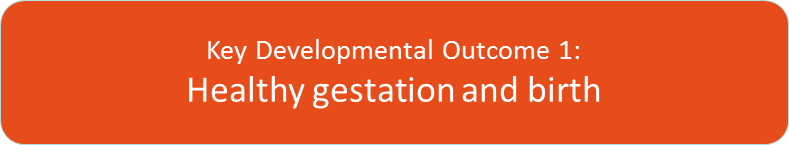 Key Developmental Outcome 1:
Healthy gestation and birth